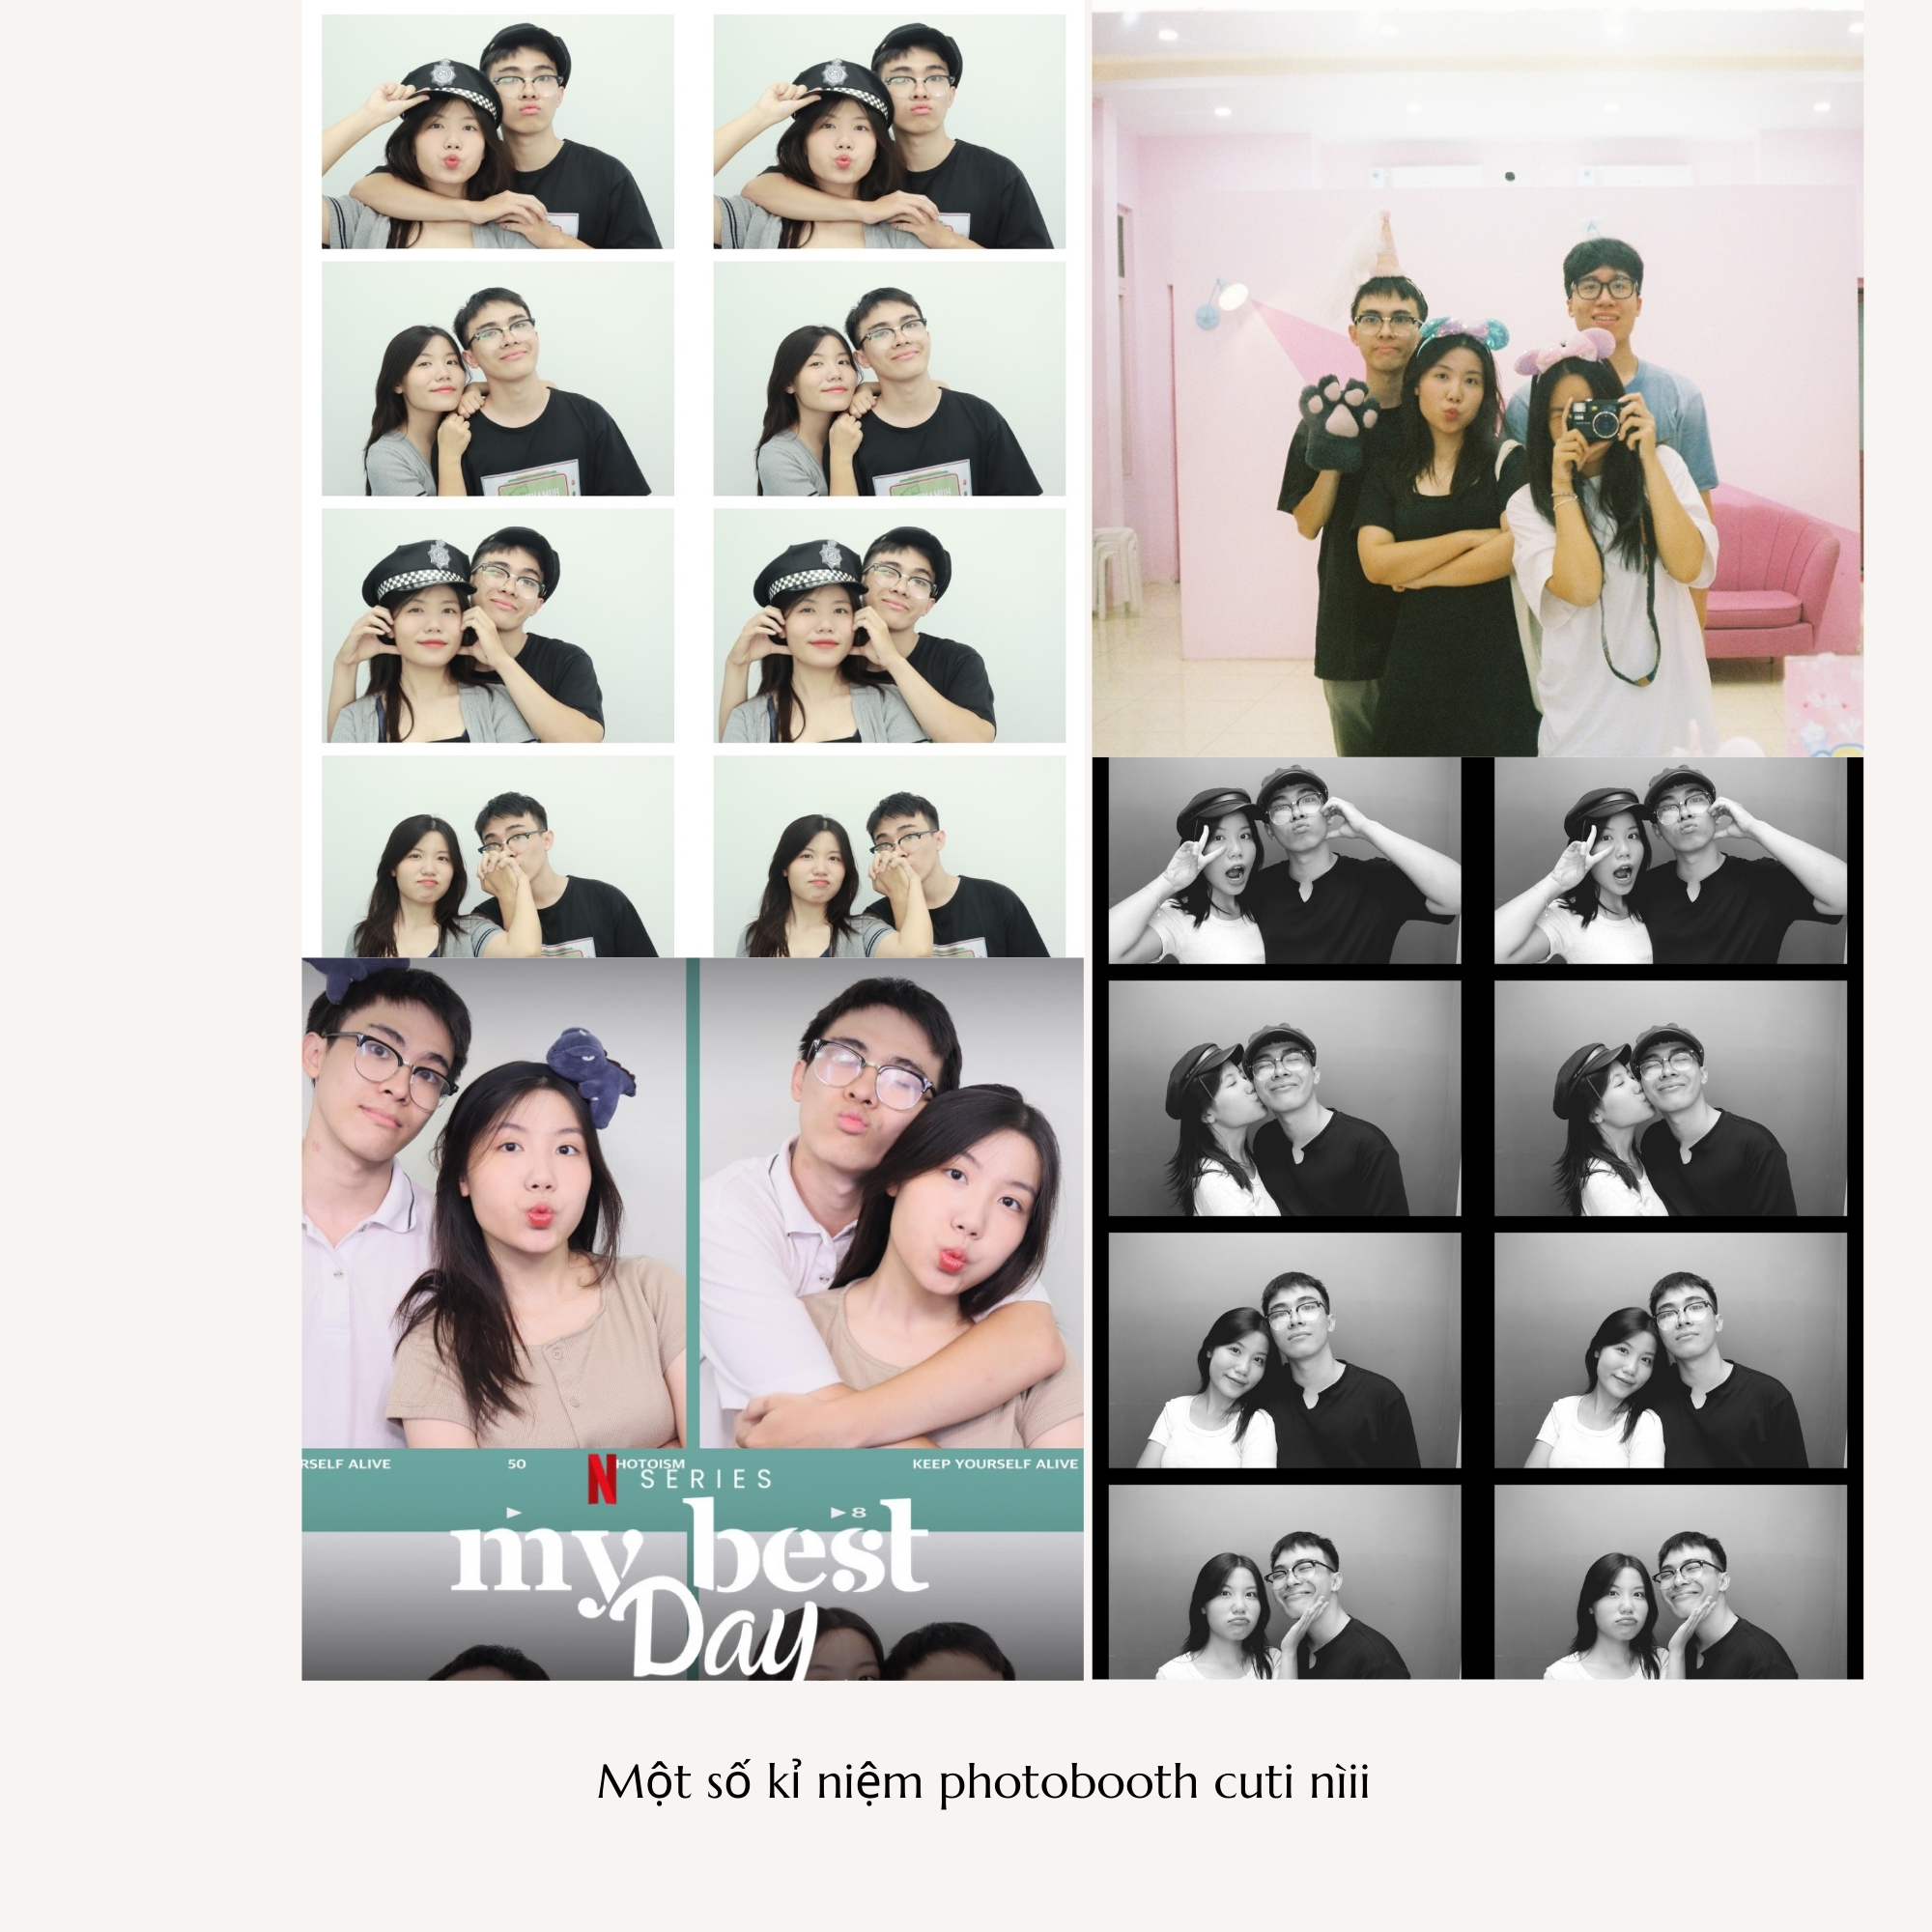 RSELF ALIVE 50 HOTOISM KEEP YOURSELF ALIVE
N SERIES
8
my best
Day
Một số kỉ niệm photobooth cuti nìii